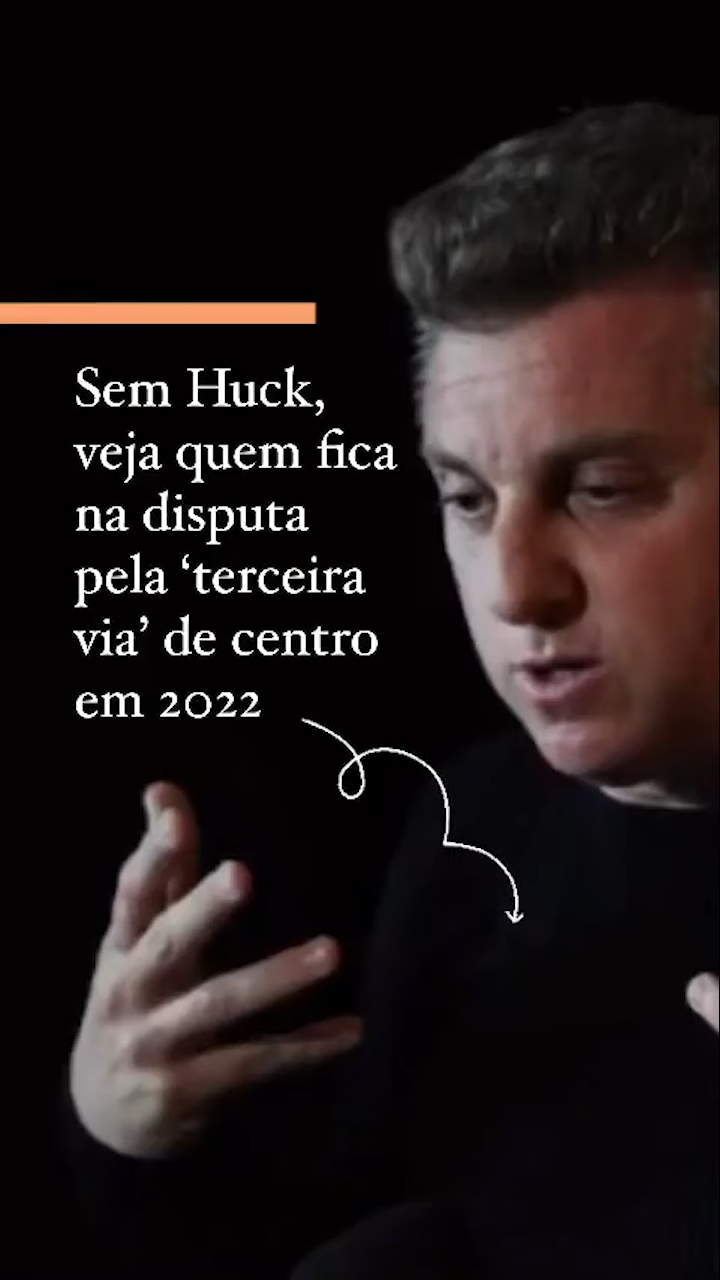 Sem Huck,
veja quem fica
na disputa
pela ‘terceira
via’ de centro
em 2022